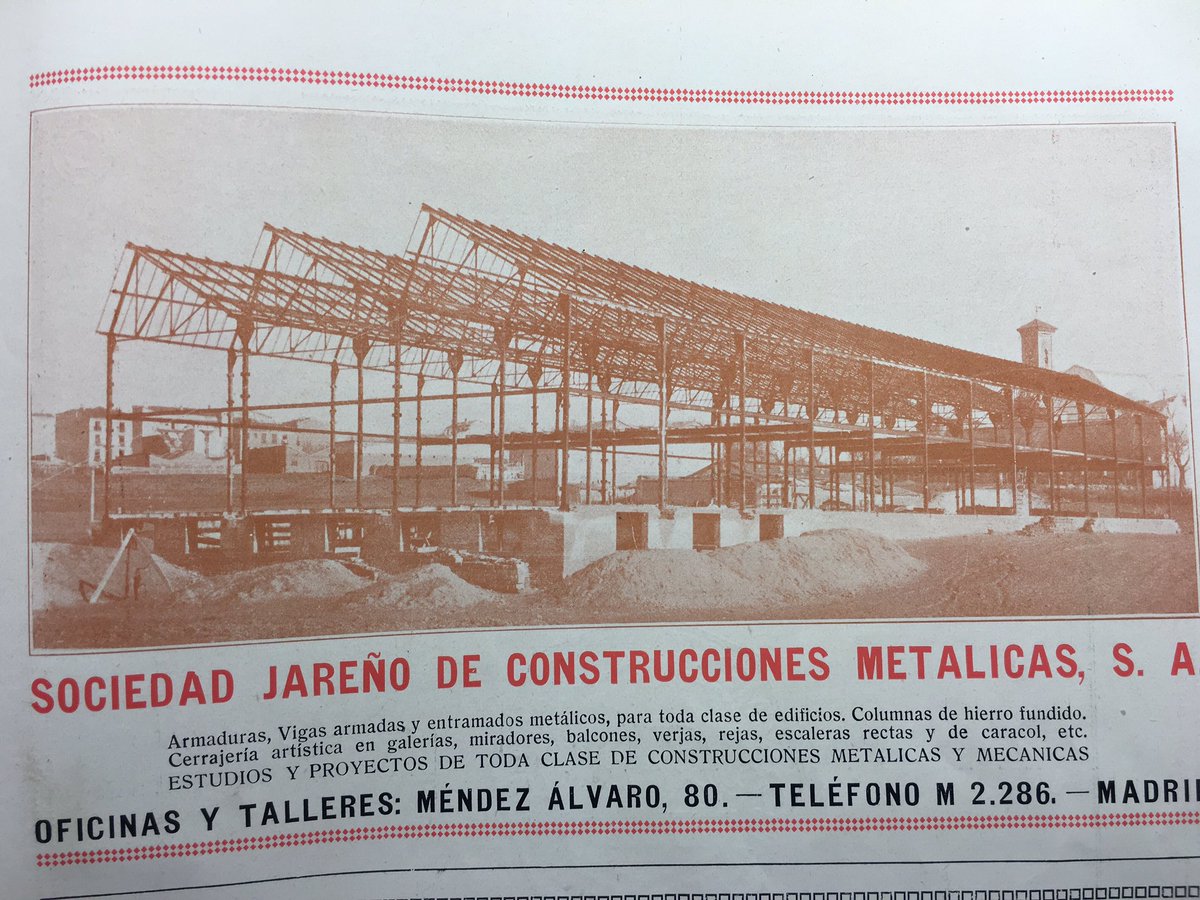 SOCIEDAD JAREÑO DE CONSTRUCCIONES METALICAS, S. A
Armaduras, Vigas armadas y entramados metálicos, para toda clase de edificios. Columnas de hierro fundido.
Cerrajería artística en galerías, miradores, balcones, verjas, rejas, escaleras rectas y de caracol, etc.
ESTUDIOS Y PROYECTOS DE TODA CLASE DE CONSTRUCCIONES METALICAS Y MECANICAS
OFICINAS Y TALLERES: MÉNDEZ ÁLVARO, 80.—TELÉFONO M 2.286.—MADRI